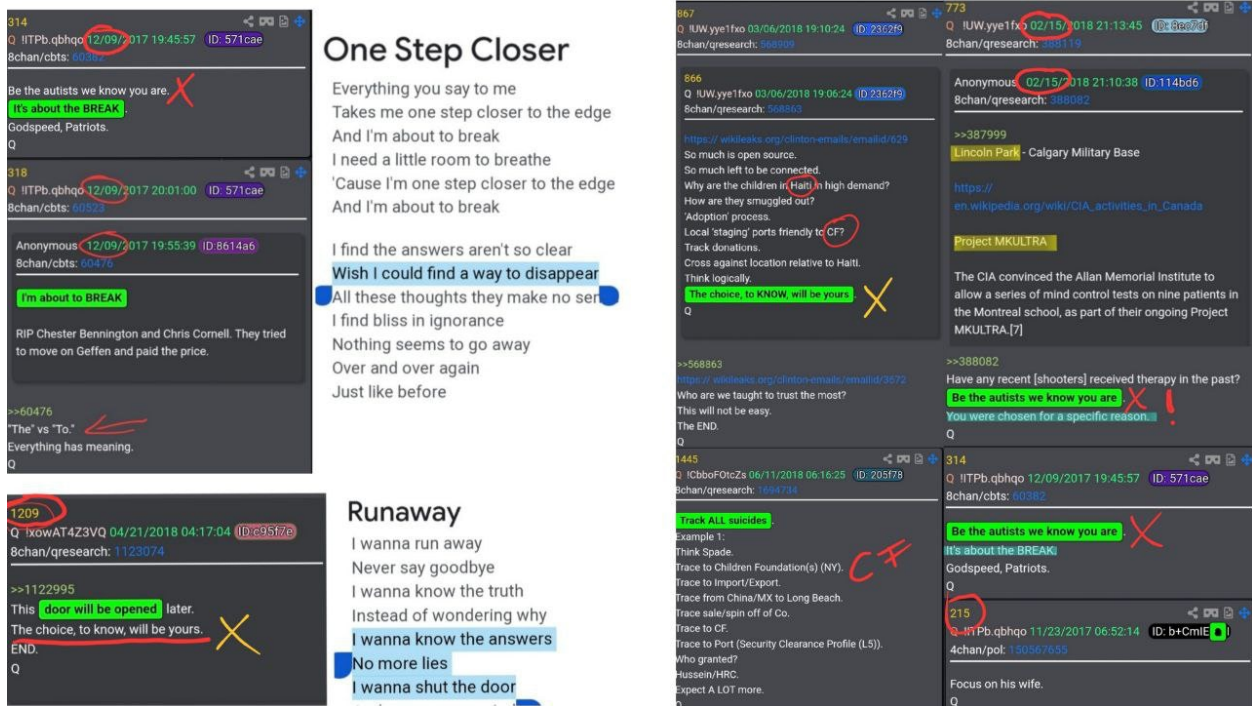 314
Q !ITPb.qbhqo 12/09/2017 19:45:57 ID: 571cae
8chan/cbts: 60382
Be the autists we know you are.
It's about the BREAK.
Godspeed, Patriots.
Q
318
Q !ITPb.qbhqo 12/09/2017 20:01:00 ID: 571cae
8chan/cbts: 60523
Anonymous 12/09/2017 19:55:39 ID:8614a6
8chan/cbts: 60476
I'm about to BREAK
RIP Chester Bennington and Chris Cornell. They tried
to move on Geffen and paid the price.
>>60476
"The" vs "To."
Everything has meaning.
Q
1209
Q !xowAT4Z3VQ 04/21/2018 04:17:04 ID:c95f7e
8chan/qresearch: 1123074
>>1122995
This door will be opened later.
The choice, to know, will be yours.
END.
Q
One Step Closer
Everything you say to me
Takes me one step closer to the edge
And I'm about to break
I need a little room to breathe
'Cause I'm one step closer to the edge
And I'm about to break
I find the answers aren't so clear
Wish I could find a way to disappear
All these thoughts they make no sen
I find bliss in ignorance
Nothing seems to go away
Over and over again
Just like before
Runaway
I wanna run away
Never say goodbye
I wanna know the truth
Instead of wondering why
I wanna know the answers
No more lies
I wanna shut the door
867
Q !UW.yye1fxo 03/06/2018 19:10:24 ID:2362f9
8chan/qresearch: 568909
866
Q !UW.yye1fxo 03/06/2018 19:06:24 ID:2362f9
8chan/qresearch: 568863
https:// wikileaks.org/clinton-emails/emailid/629
So much is open source.
So much left to be connected.
Why are the children in Haiti in high demand?
How are they smuggled out?
'Adoption' process.
Local 'staging' ports friendly to CF?
Track donations.
Cross against location relative to Haiti.
Think logically.
The choice, to KNOW, will be yours.
Q
>>568863
https:// wikileaks.org/clinton-emails/emailid/3672
Who are we taught to trust the most?
This will not be easy.
The END.
Q
1445
Q !CbboFOtcZs 06/11/2018 06:16:25 ID:205f78
8chan/qresearch: 1694734
Track ALL suicides.
Example 1:
Think Spade.
Trace to Children Foundation(s) (NY).
Trace to Import/Export.
Trace from China/MX to Long Beach.
Trace sale/spin off of Co.
Trace to CF.
Trace to Port (Security Clearance Profile (L5)).
Who granted?
Hussein/HRC.
Expect A LOT more.
CF
773
Q !UW.yye1fxo 02/15/2018 21:13:45
8chan/qresearch: 388119
Anonymous 02/15/2018 21:10:38 ID:114bd6
8chan/qresearch: 388082
>>387999
Lincoln Park - Calgary Military Base
https://
en.wikipedia.org/wiki/CIA_activities_in_Canada
Project MKULTRA
The CIA convinced the Allan Memorial Institute to
allow a series of mind control tests on nine patients in
the Montreal school, as part of their ongoing Project
MKULTRA.[7]
>>388082
Have any recent [shooters] received therapy in the past?
Be the autists we know you are.
You were chosen for a specific reason. !
Q
314
Q !ITPb.qbhqo 12/09/2017 19:45:57 ID: 571cae
8chan/cbts: 60382
Be the autists we know you are.
It's about the BREAK.
Godspeed, Patriots.
Q
215
Q !ITPb.qbhqo 11/23/2017 06:52:14 ID: b+CmIE
4chan/pol: 150567655
Focus on his wife.
Q